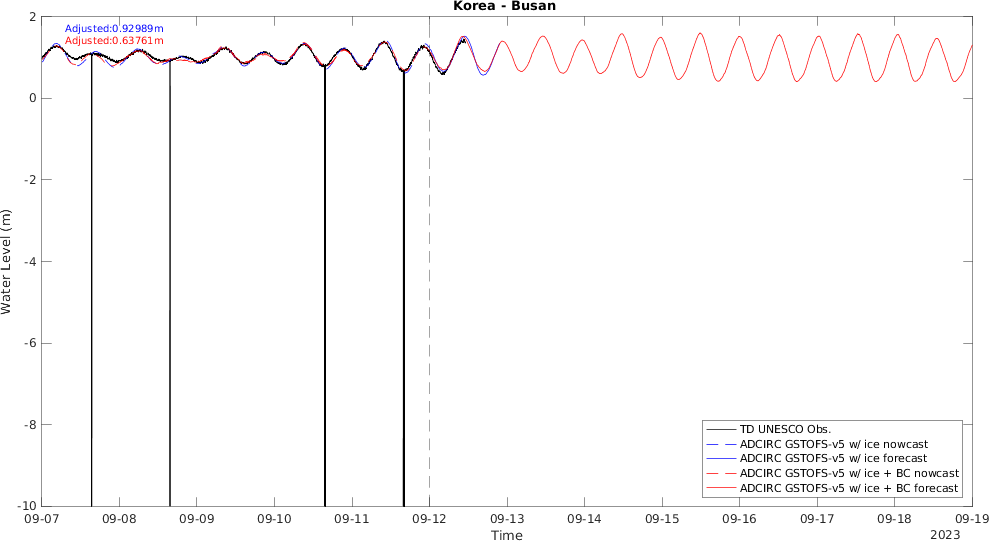 Korea - Busan
Adjusted:0.92989m
Adjusted:0.63761m
Water Level (m)
2
0
-2
-4
-6
-8
-10
TD UNESCO Obs.
ADCIRC GSTOFS-v5 w/ ice nowcast
ADCIRC GSTOFS-v5 w/ ice forecast
ADCIRC GSTOFS-v5 w/ ice + BC nowcast
ADCIRC GSTOFS-v5 w/ ice + BC forecast
09-07 09-08 09-09 09-10 09-11 09-12 09-13 09-14 09-15 09-16 09-17 09-18 09-19
Time
2023